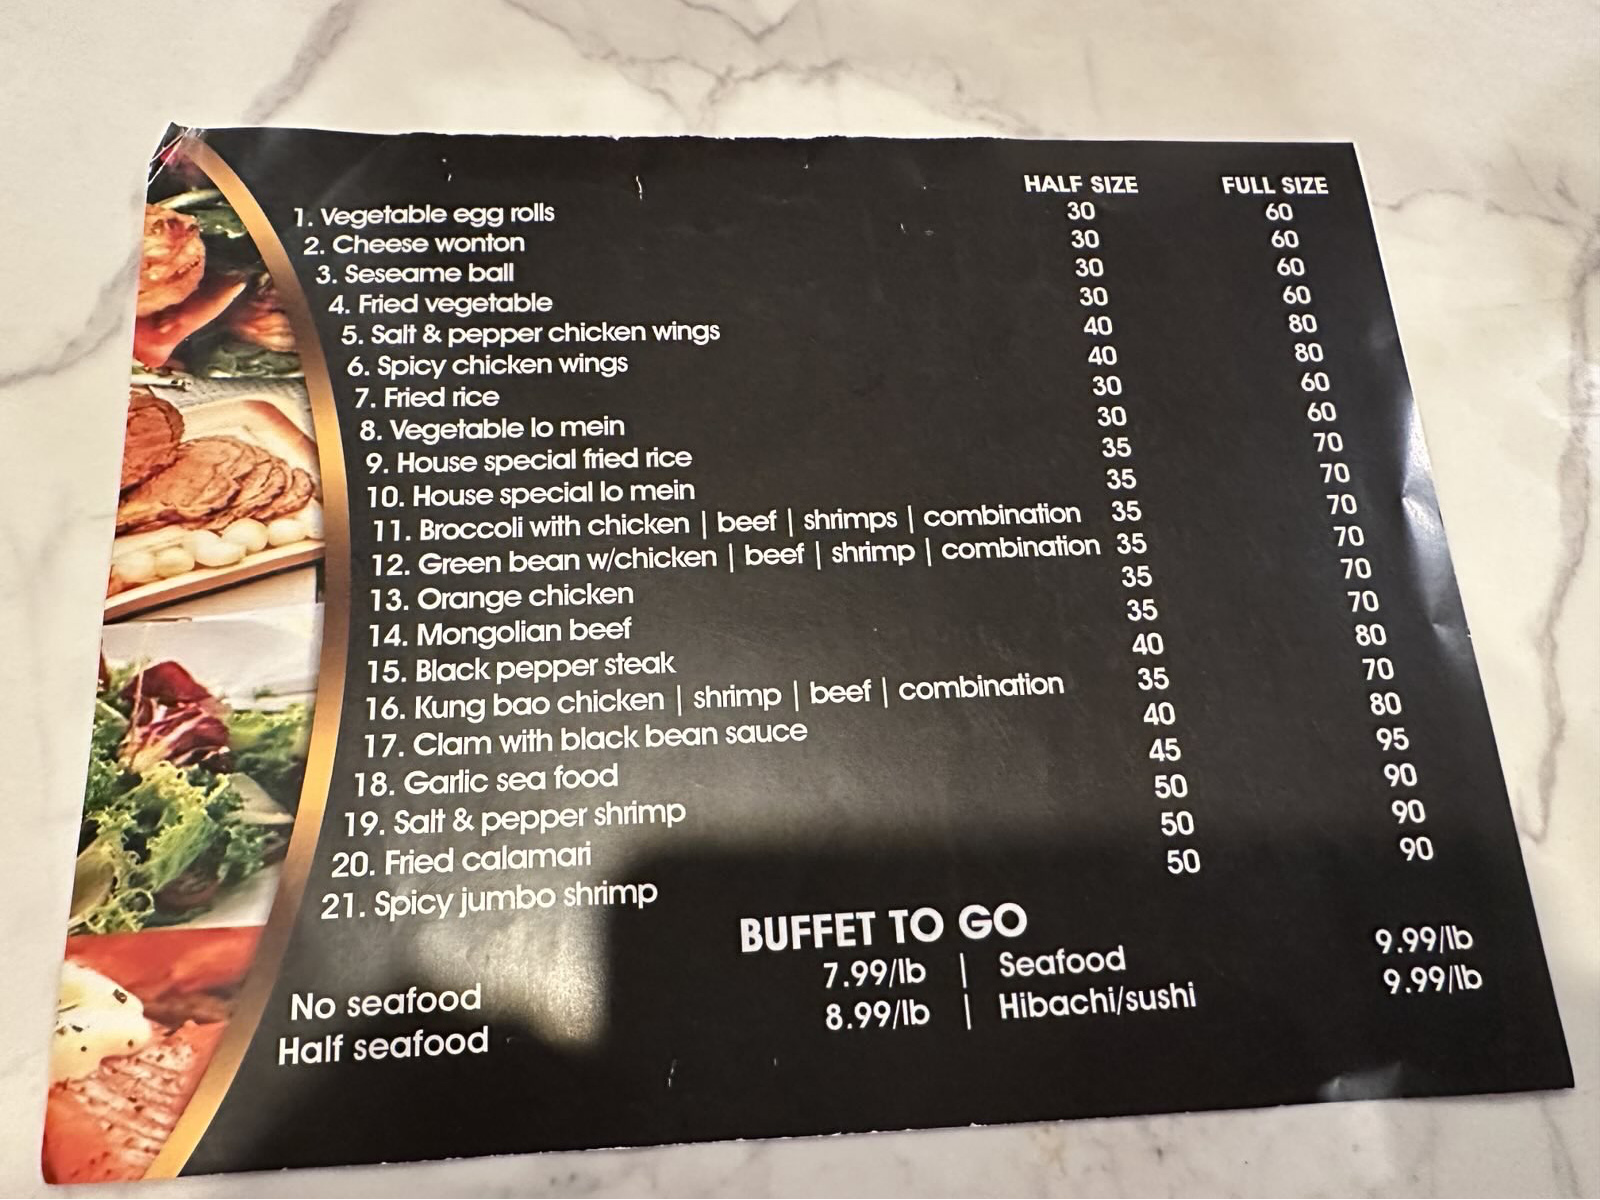 HALF SIZE FULL SIZE
1. Vegetable egg rolls 30 60
2. Cheese wonton 30 60
3. Seseame ball 30 60
4. Fried vegetable 30 60
5. Salt & pepper chicken wings 40 80
6. Spicy chicken wings 40 80
7. Fried rice 30 60
8. Vegetable lo mein 30 60
9. House special fried rice 35 70
10. House special lo mein 35 70
11. Broccoli with chicken | beef | shrimps | combination 35 70
12. Green bean w/chicken | beef | shrimp | combination 35 70
13. Orange chicken 35 70
14. Mongolian beef 35 70
15. Black pepper steak 40 80
16. Kung bao chicken | shrimp | beef | combination 35 70
17. Clam with black bean sauce 40 80
18. Garlic sea food 45 95
19. Salt & pepper shrimp 50 90
20. Fried calamari 50 90
21. Spicy jumbo shrimp 50 90
BUFFET TO GO
No seafood 7.99/lb | Seafood 9.99/lb
Half seafood 8.99/lb | Hibachi/sushi 9.99/lb